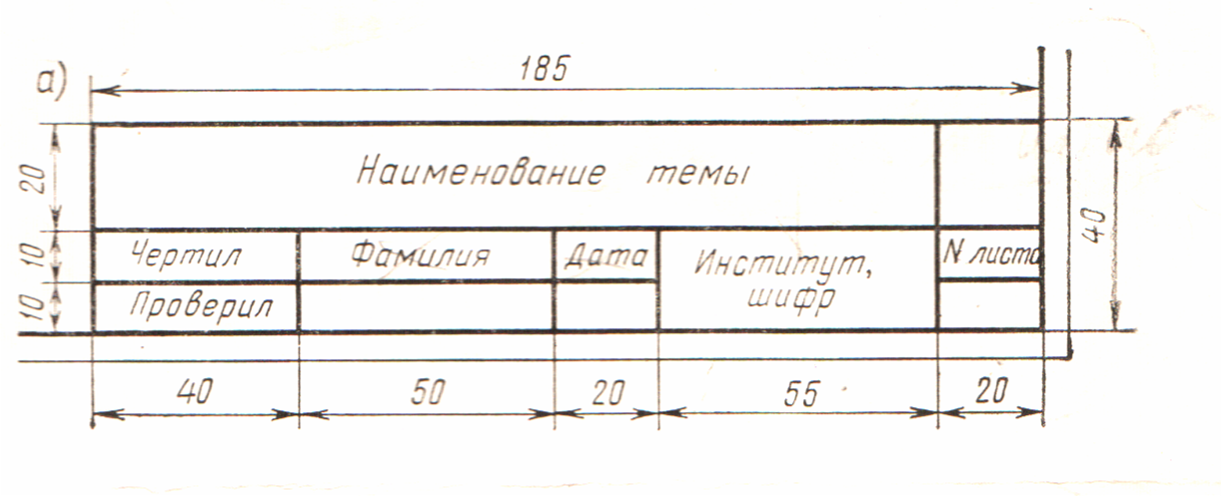 а)
185
Наименование темы
20
10
10
40
Чертил
Фамилия
Дата
Институт,
шифр
N листа
Проверил
40
50
20
55
20